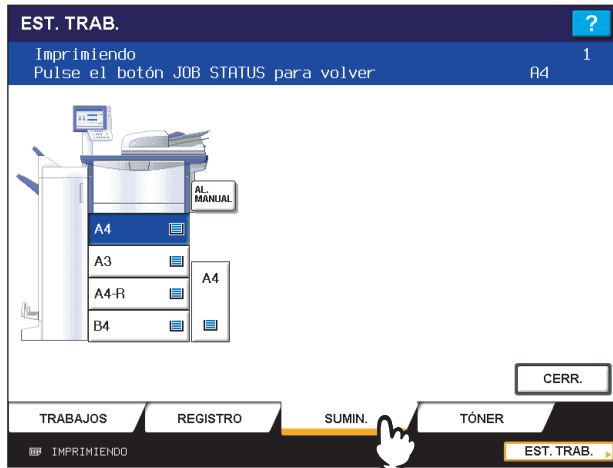 EST. TRAB.
?
Imprimiendo 1
Pulse el botón JOB STATUS para volver A4
AL.
MANUAL
A4
A3
A4
A4-R
B4
CERR.
TRABAJOS REGISTRO SUMIN. TÓNER
IMPRIMIENDO EST. TRAB.